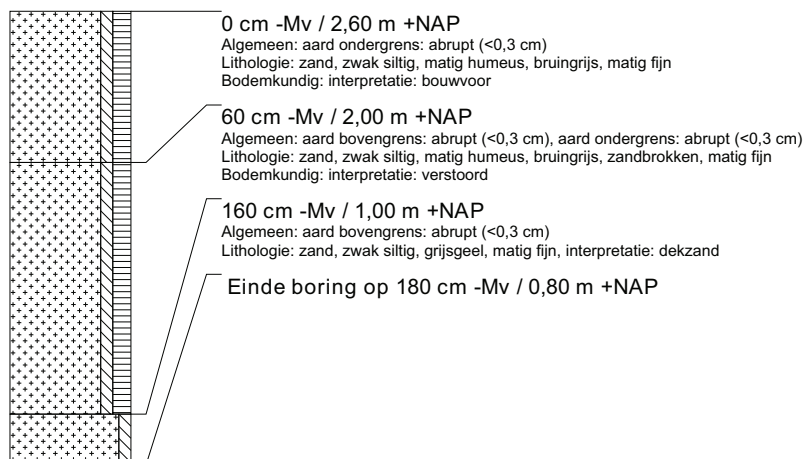 0 cm -Mv / 2,60 m +NAP
Algemeen: aard ondergrens: abrupt (<0,3 cm)
Lithologie: zand, zwak siltig, matig humeus, bruingrijs, matig fijn
Bodemkundig: interpretatie: bouwvoor
60 cm -Mv / 2,00 m +NAP
Algemeen: aard bovengrens: abrupt (<0,3 cm), aard ondergrens: abrupt (<0,3 cm)
Lithologie: zand, zwak siltig, matig humeus, bruingrijs, zandbrokken, matig fijn
Bodemkundig: interpretatie: verstoord
160 cm -Mv / 1,00 m +NAP
Algemeen: aard bovengrens: abrupt (<0,3 cm)
Lithologie: zand, zwak siltig, grijsgeel, matig fijn, interpretatie: dekzand
Einde boring op 180 cm -Mv / 0,80 m +NAP